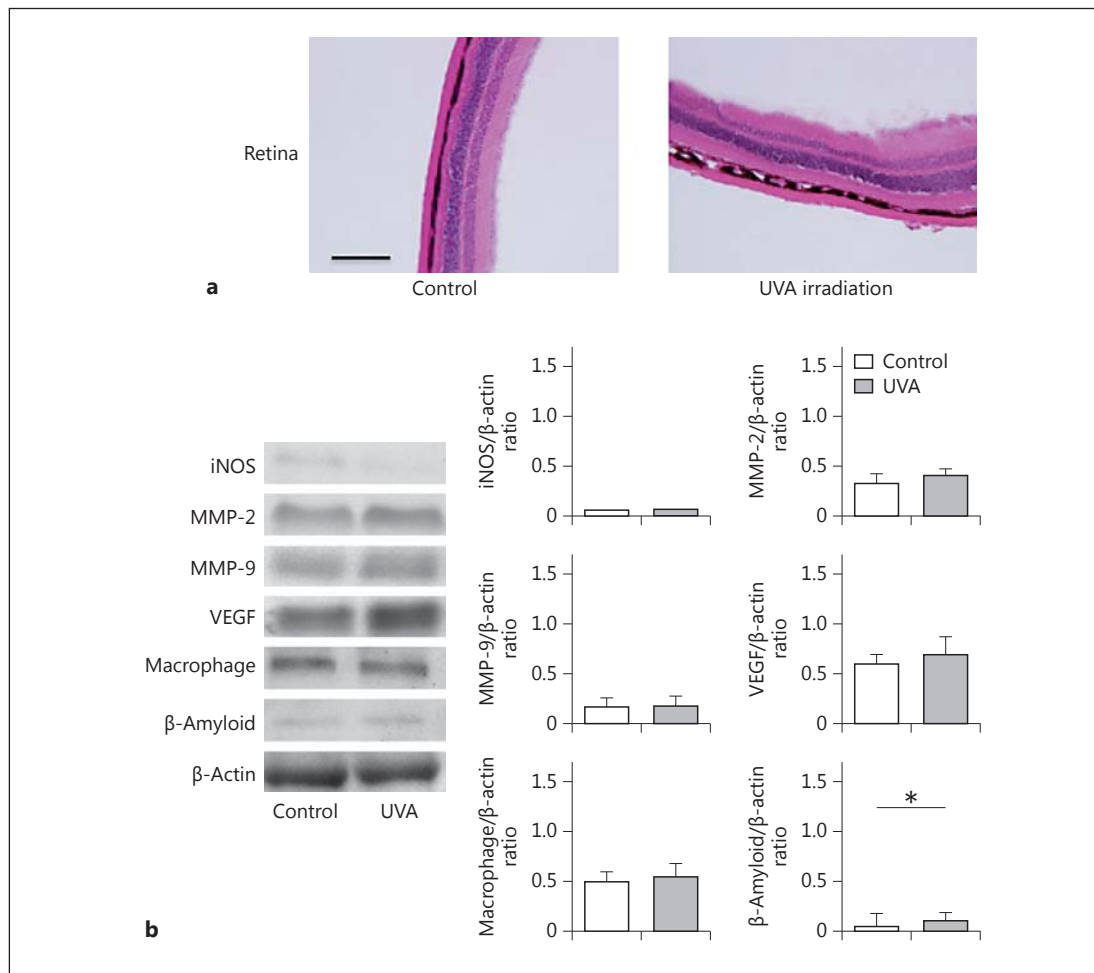 Retina
a
Control
UVA irradiation
iNOS
MMP-2
MMP-9
VEGF
Macrophage
β-Amyloid
β-Actin
Control
UVA
iNOS/β-actin
ratio
1.5
1.0
0.5
0
MMP-2/β-actin
ratio
1.5
1.0
0.5
0
Control
UVA
MMP-9/β-actin
ratio
1.5
1.0
0.5
0
VEGF/β-actin
ratio
1.5
1.0
0.5
0
Macrophage/β-actin
ratio
1.5
1.0
0.5
0
β-Amyloid/β-actin
ratio
1.5
1.0
0.5
0
*
b